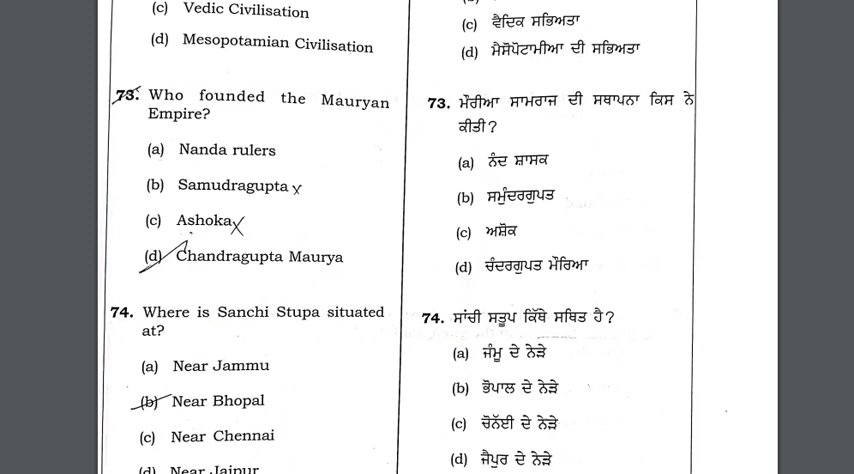 (c) Vedic Civilisation
(d) Mesopotamian Civilisation
73. Who founded the Mauryan
Empire?
(a) Nanda rulers
(b) Samudragupta
(c) Ashoka
(d) Chandragupta Maurya
74. Where is Sanchi Stupa situated
at?
(a) Near Jammu
(b) Near Bhopal
(c) Near Chennai
(d) Near Jaipur
(c) ਵੈਦਿਕ ਸਭਿਅਤਾ
(d) ਮੈਸੋਪੋਟਾਮੀਆ ਦੀ ਸਭਿਅਤਾ
73. ਮੌਰੀਆ ਸਾਮਰਾਜ ਦੀ ਸਥਾਪਨਾ ਕਿਸ ਨੇ
ਕੀਤੀ?
(a) ਨੰਦ ਸ਼ਾਸਕ
(b) ਸਮੁੰਦਰਗੁਪਤ
(c) ਅਸ਼ੋਕ
(d) ਚੰਦਰਗੁਪਤ ਮੌਰਿਆ
74. ਸਾਂਚੀ ਸਤੂਪ ਕਿੱਥੇ ਸਥਿਤ ਹੈ?
(a) ਜੰਮੂ ਦੇ ਨੇੜੇ
(b) ਭੋਪਾਲ ਦੇ ਨੇੜੇ
(c) ਚੇਨੱਈ ਦੇ ਨੇੜੇ
(d) ਜੈਪੁਰ ਦੇ ਨੇੜੇ